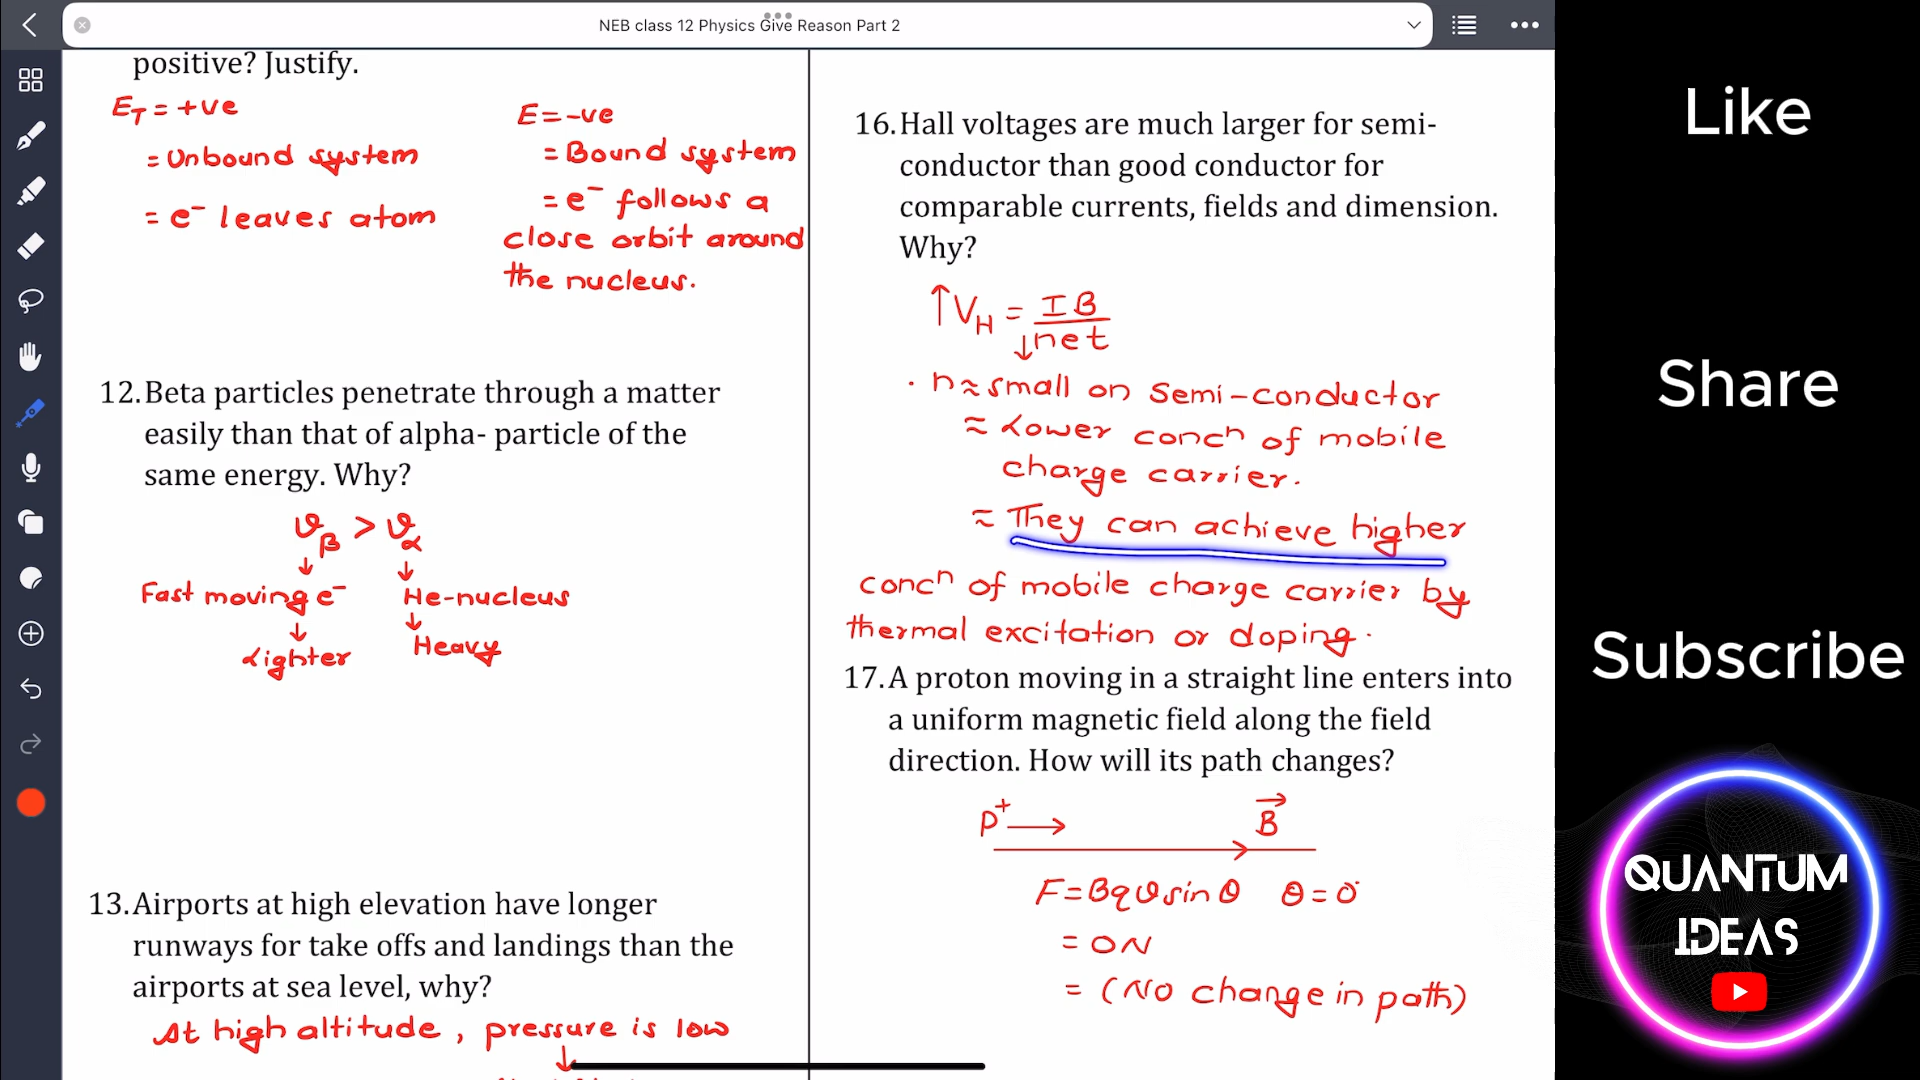 NEB class 12 Physics Give Reason Part 2
positive? Justify.
E_T = +ve
= Unbound system
= e⁻ leaves atom
E = -ve
= Bound system
= e⁻ follows a
close orbit around
the nucleus.
12. Beta particles penetrate through a matter
easily than that of alpha- particle of the
same energy. Why?
ϑ_β > ϑ_α
↓ ↓
Fast moving e⁻ He-nucleus
↓ ↓
Lighter Heavy
13. Airports at high elevation have longer
runways for take offs and landings than the
airports at sea level, why?
At high altitude, pressure is low
↓
16. Hall voltages are much larger for semi-
conductor than good conductor for
comparable currents, fields and dimension.
Why?
↑V_H = IB
↓net
· n ≈ small on semi-conductor
≈ Lower concⁿ of mobile
charge carrier.
≈ They can achieve higher
concⁿ of mobile charge carrier by
thermal excitation or doping.
17. A proton moving in a straight line enters into
a uniform magnetic field along the field
direction. How will its path changes?
P⁺→ B⃗
F = Bqϑ sin θ θ = 0°
= 0N
= (No change in path)
Like
Share
Subscribe
QUANTUM
IDEAS